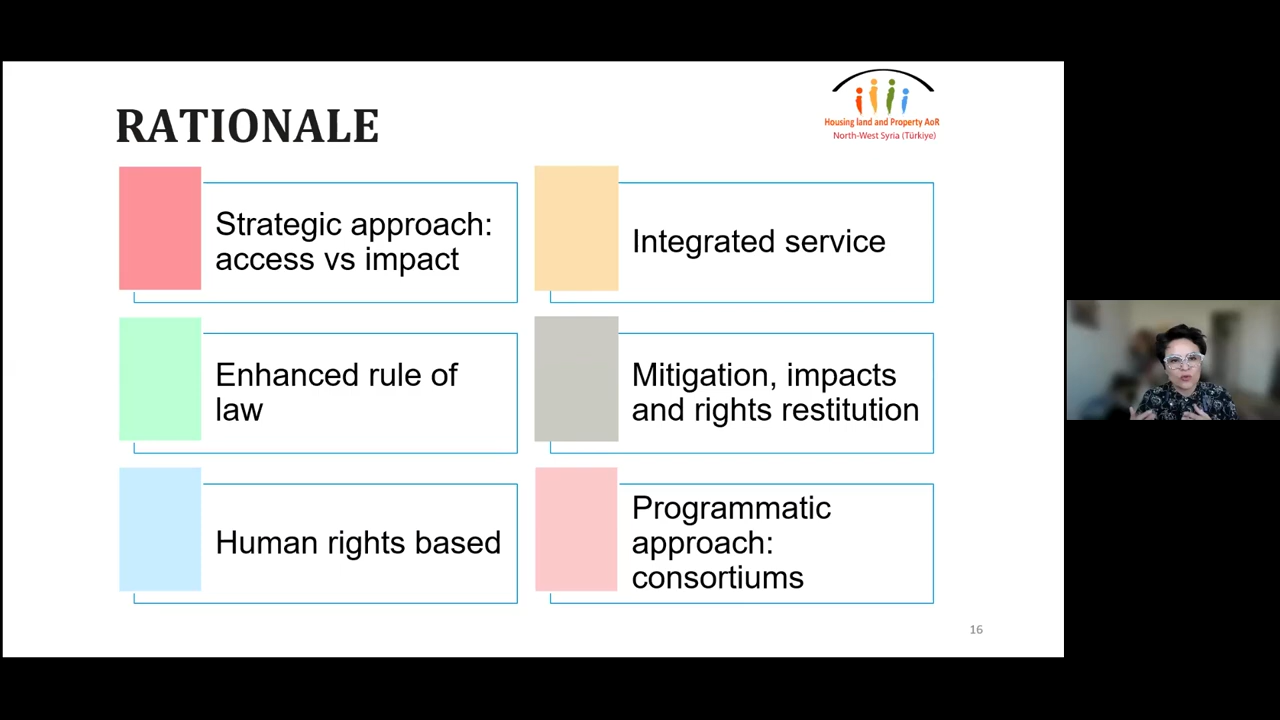 RATIONALE
Housing land and Property AoR
North-West Syria (Türkiye)
Strategic approach:
access vs impact
Integrated service
Enhanced rule of
law
Mitigation, impacts
and rights restitution
Human rights based
Programmatic
approach:
consortiums
16